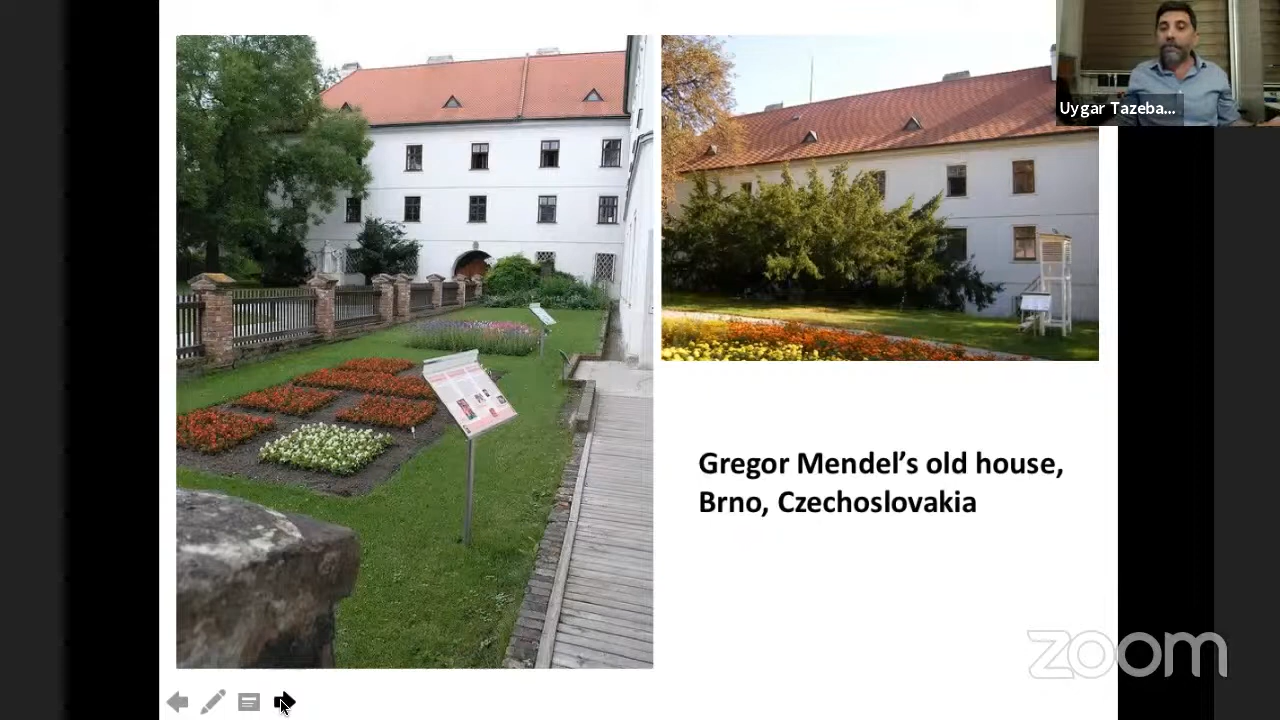 Uygar Tazeba...
Gregor Mendel’s old house,
Brno, Czechoslovakia
zoom